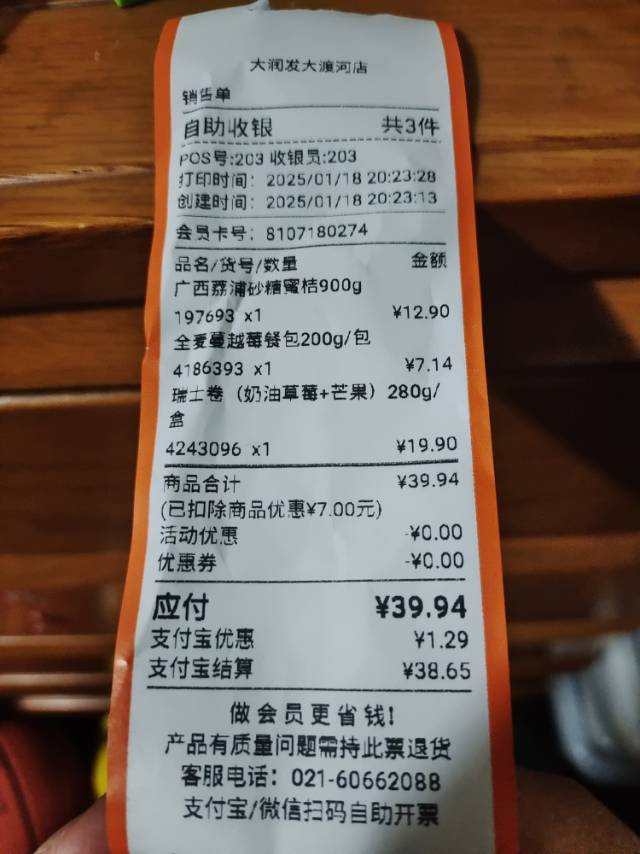 大润发大渡河店
销售单
自助收银 共3件
POS号:203 收银员:203
打印时间: 2025/01/18 20:23:28
创建时间: 2025/01/18 20:23:13
会员卡号: 8107180274
品名/货号/数量 金额
广西荔浦砂糖蜜桔900g
197693 x1 ¥12.90
全麦蔓越莓餐包200g/包
4186393 x1 ¥7.14
瑞士卷（奶油草莓+芒果）280g/
盒
4243096 x1 ¥19.90
商品合计 ¥39.94
(已扣除商品优惠¥7.00元)
活动优惠 -¥0.00
优惠券 -¥0.00
应付 ¥39.94
支付宝优惠 ¥1.29
支付宝结算 ¥38.65
做会员更省钱!
产品有质量问题需持此票退货
客服电话: 021-60662088
支付宝/微信扫码自助开票